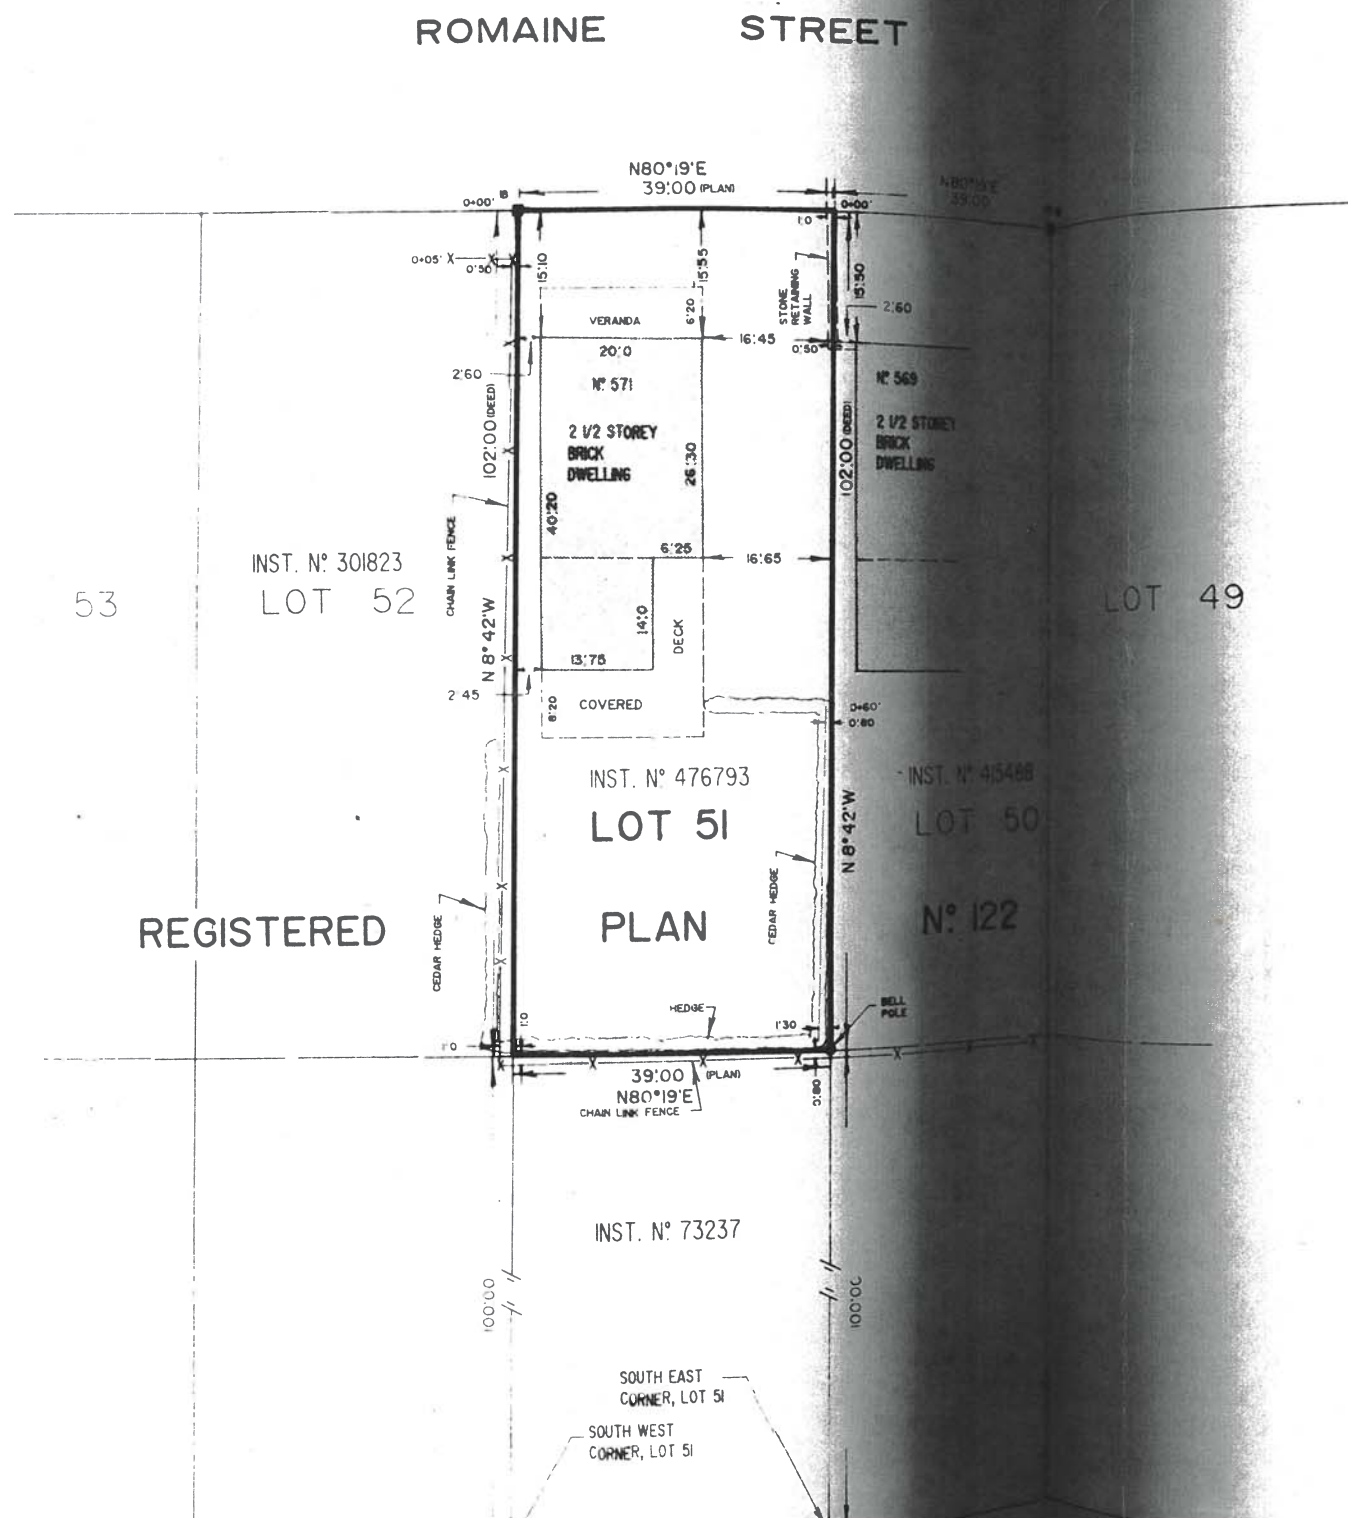 ROMAINE STREET
N80°19'E
39'.00 (PLAN)
N80°19'E
39.00
0+00'
IB
0+00'
1'.0
0+05'
0'.50
15'.10
15'.55
15'.50
STONE
RETAINING
WALL
2'.60
VERANDA
6'.20
20'.0
16'.45
0'.50
2'.60
Nº 571
2 1/2 STOREY
BRICK
DWELLING
Nº 569
2 1/2 STOREY
BRICK
DWELLING
102'.00 (DEED)
102'.00 (DEED)
26'.30
40'.20
CHAIN LINK FENCE
6'.25
16'.65
INST. Nº 301823
LOT 52
53
LOT 49
N 8°42'W
14'.0
DECK
13'.75
2'.45
8'.20
COVERED
0+60'
0'.80
INST. Nº 476793
LOT 51
INST. Nº 415488
LOT 50
N 8°42'W
CEDAR HEDGE
CEDAR HEDGE
REGISTERED PLAN Nº 122
HEDGE
1'.30
BELL
POLE
1'.0
1'.0
39'.00 (PLAN)
N80°19'E
CHAIN LINK FENCE
0'.80
INST. Nº 73237
100'.00
100'.00
SOUTH EAST
CORNER, LOT 51
SOUTH WEST
CORNER, LOT 51